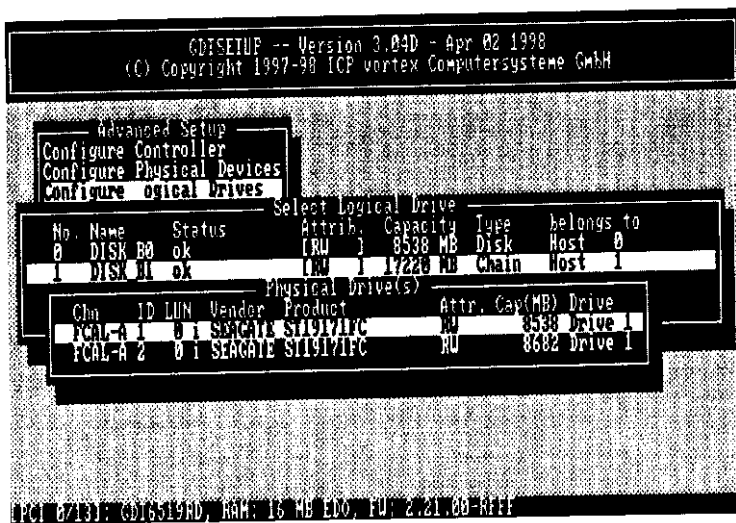 GDTSETUP -- Version 3.04D - Apr 02 1998
(C) Copyright 1997-98 ICP vortex Computersysteme GmbH
Advanced Setup
Configure Controller
Configure Physical Devices
Configure ogical Drives
Select Logical Drive
No. Name Status Attrib. Capacity Type belongs to
0 DISK_B0 ok [RW ] 8538 MB Disk Host 0
1 DISK_B1 ok [RW ] 17220 MB Chain Host 1
Physical Drive(s)
Chn ID LUN Vendor Product Attr. Cap(MB) Drive
FCAL-A 1 0 i SEAGATE ST19171FC RW 8538 Drive 1
FCAL-A 2 0 i SEAGATE ST19171FC RW 8682 Drive 1
[PCI 0/13]: GDT6519RD, RAM: 16 MB EDO, FW: 2.21.00-RFFF